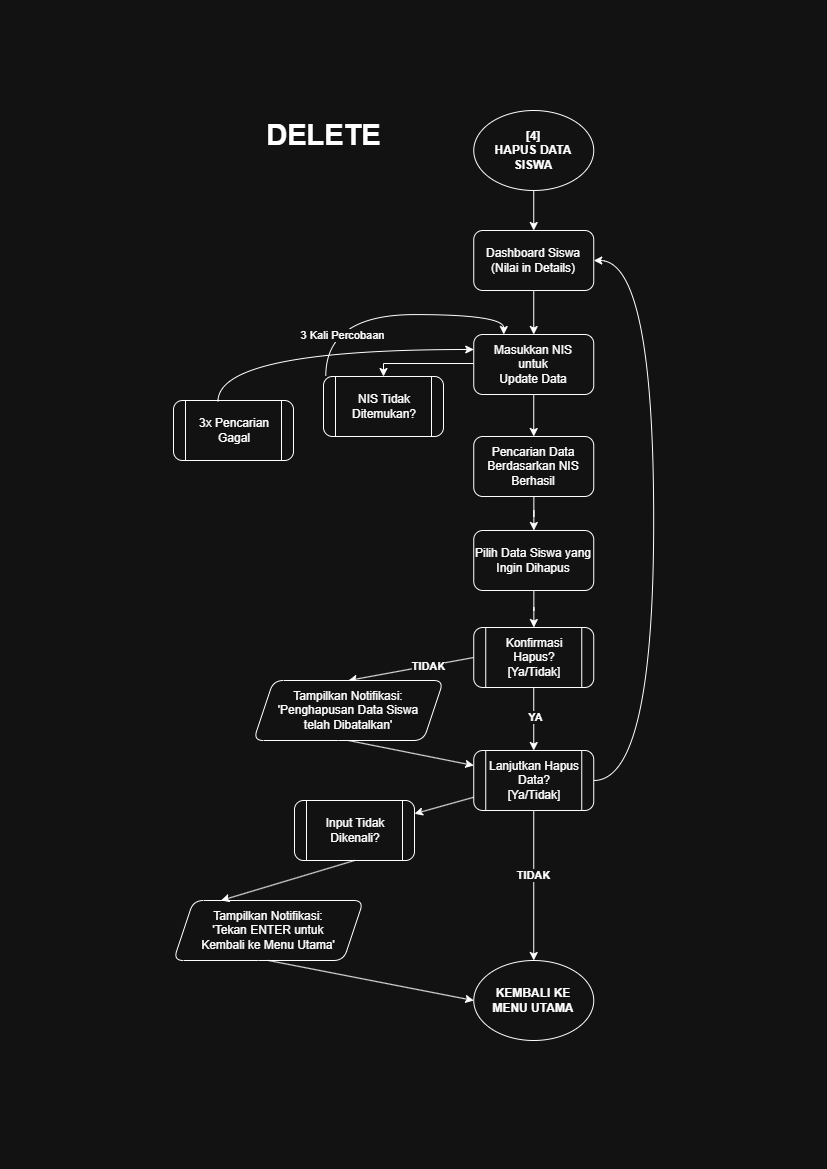 DELETE
[4]
HAPUS DATA
SISWA
Dashboard Siswa
(Nilai in Details)
3 Kali Percobaan
Masukkan NIS
untuk
Update Data
NIS Tidak
Ditemukan?
3x Pencarian
Gagal
Pencarian Data
Berdasarkan NIS
Berhasil
Pilih Data Siswa yang
Ingin Dihapus
Konfirmasi
Hapus?
[Ya/Tidak]
TIDAK
Tampilkan Notifikasi:
'Penghapusan Data Siswa
telah Dibatalkan'
YA
Lanjutkan Hapus
Data?
[Ya/Tidak]
Input Tidak
Dikenali?
TIDAK
Tampilkan Notifikasi:
'Tekan ENTER untuk
Kembali ke Menu Utama'
KEMBALI KE
MENU UTAMA